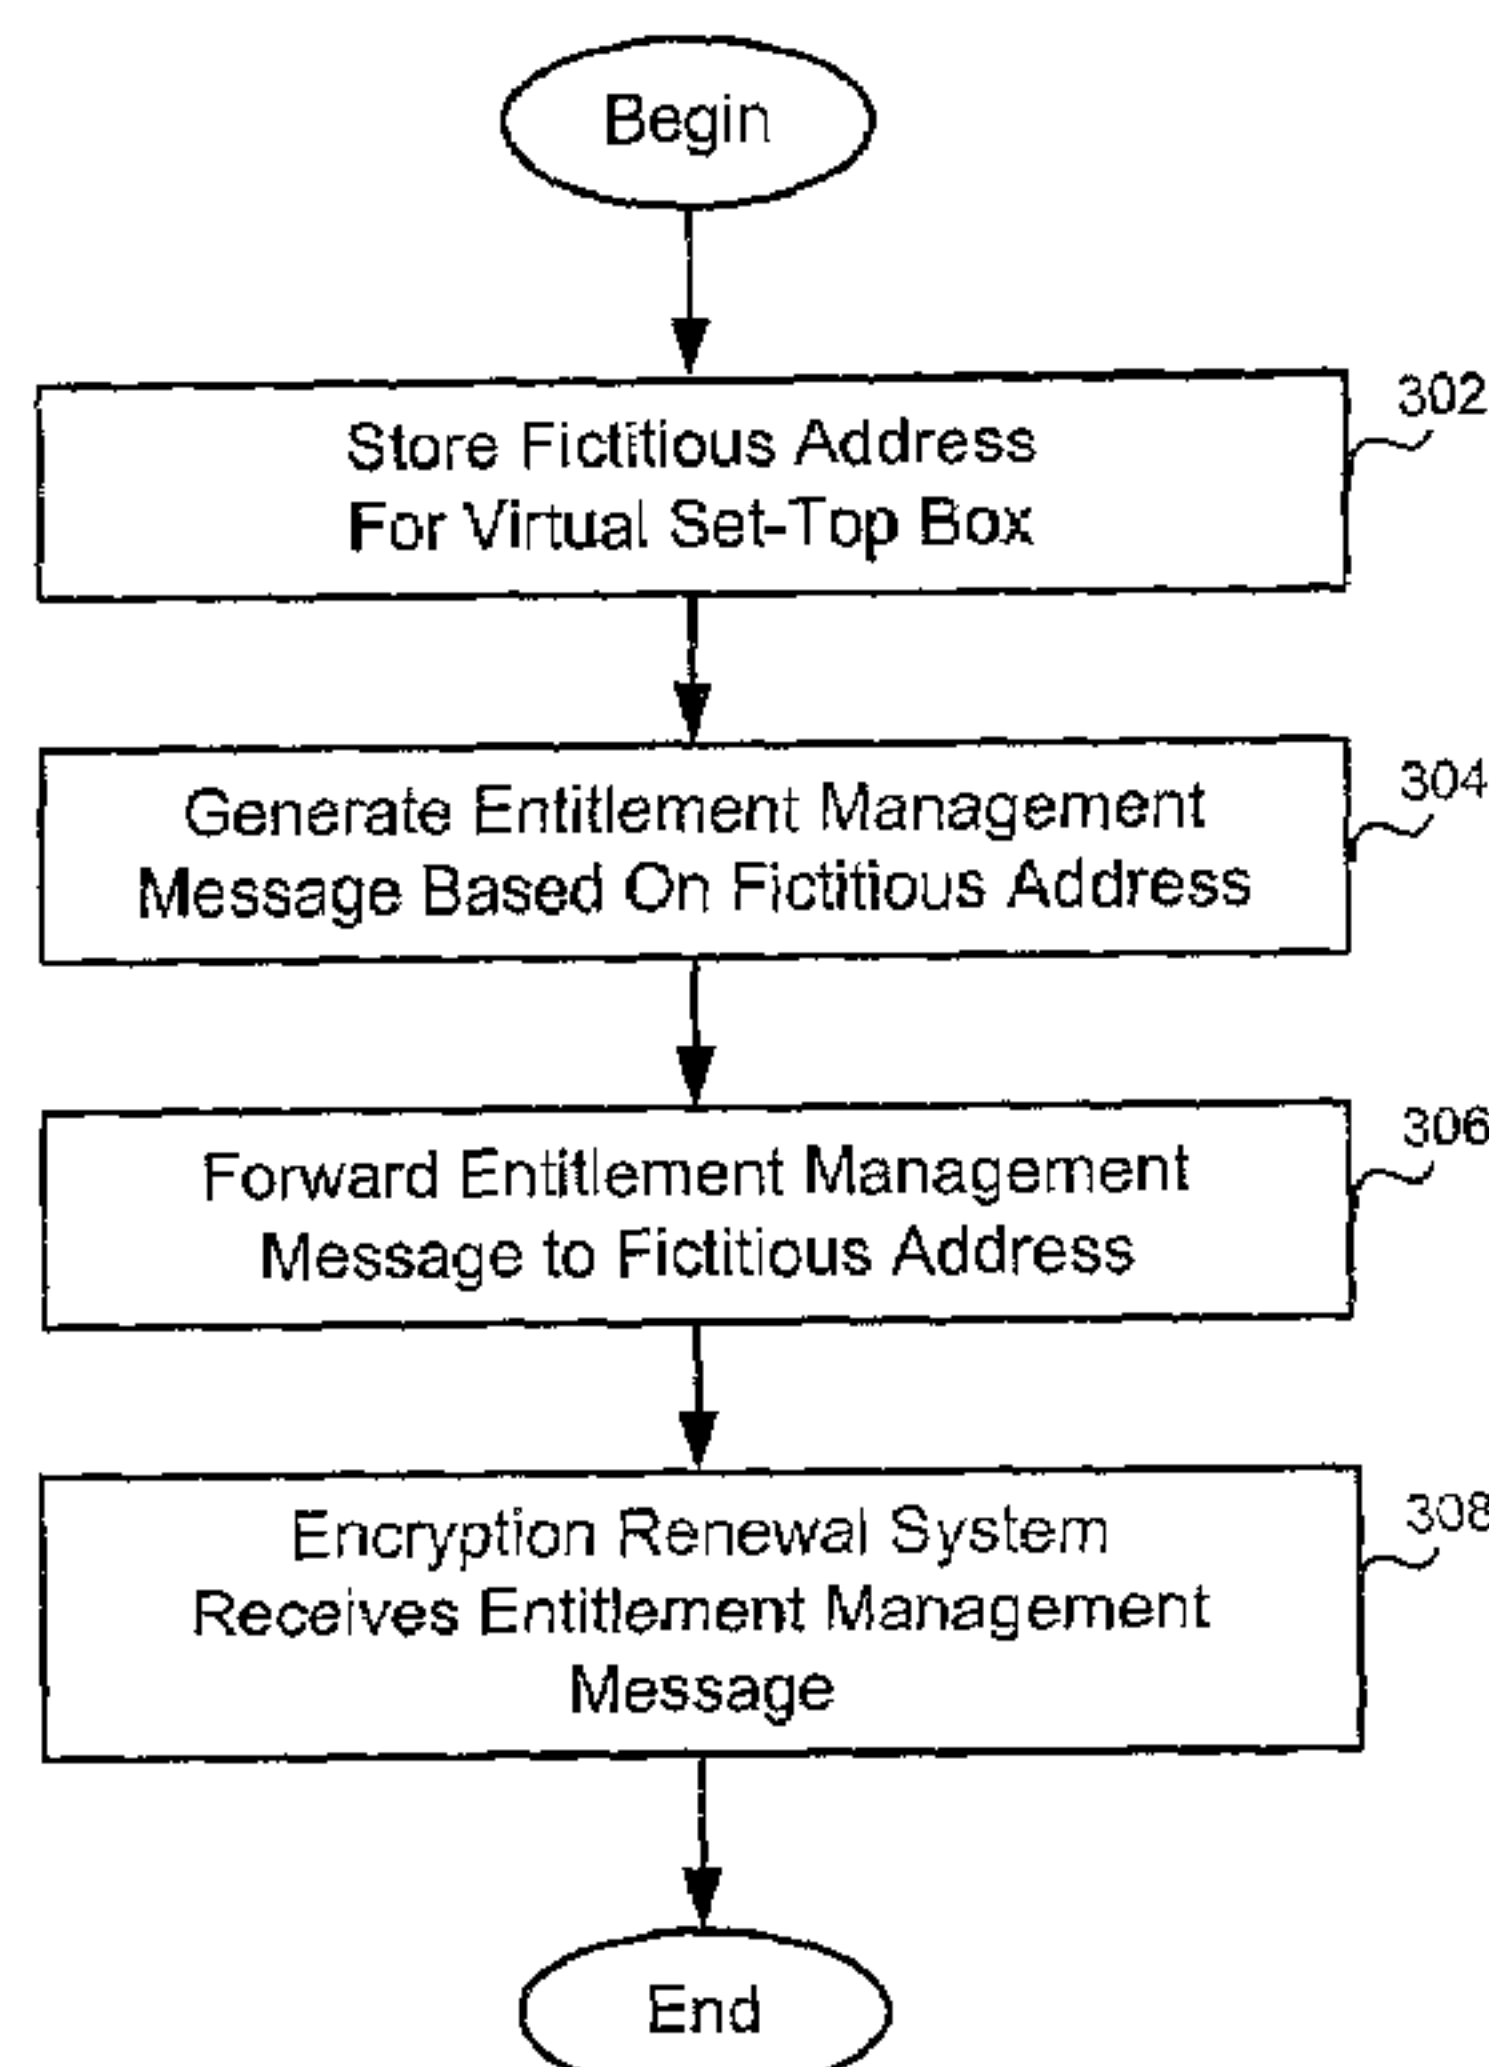 Begin
302
Store Fictitious Address
For Virtual Set-Top Box
304
Generate Entitlement Management
Message Based On Fictitious Address
306
Forward Entitlement Management
Message to Fictitious Address
308
Encryption Renewal System
Receives Entitlement Management
Message
End